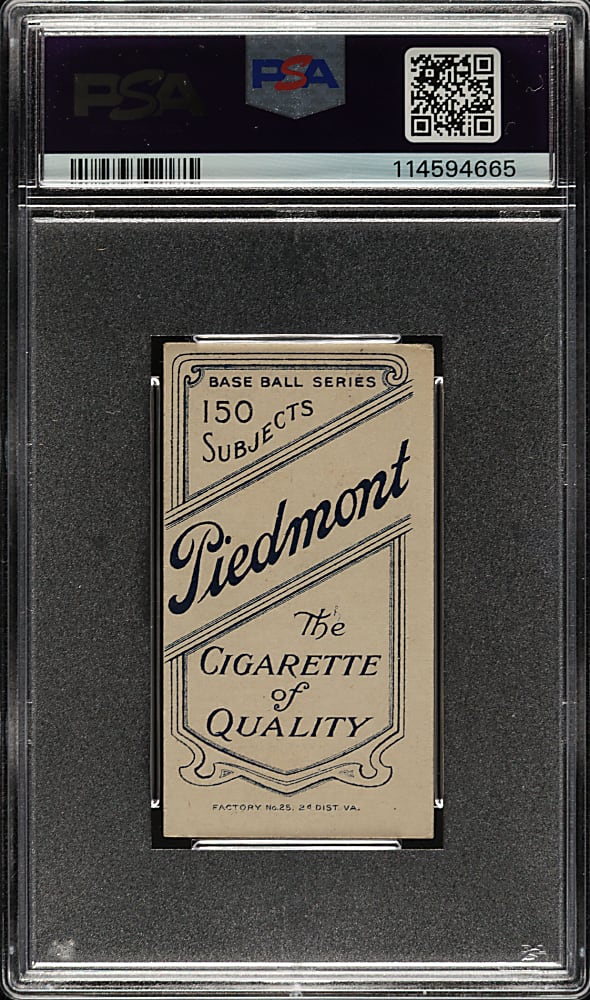 PSA
PSA
114594665
BASE BALL SERIES
150
SUBJECTS
Piedmont
The
CIGARETTE
of
QUALITY
FACTORY No.25, 2d DIST. VA.